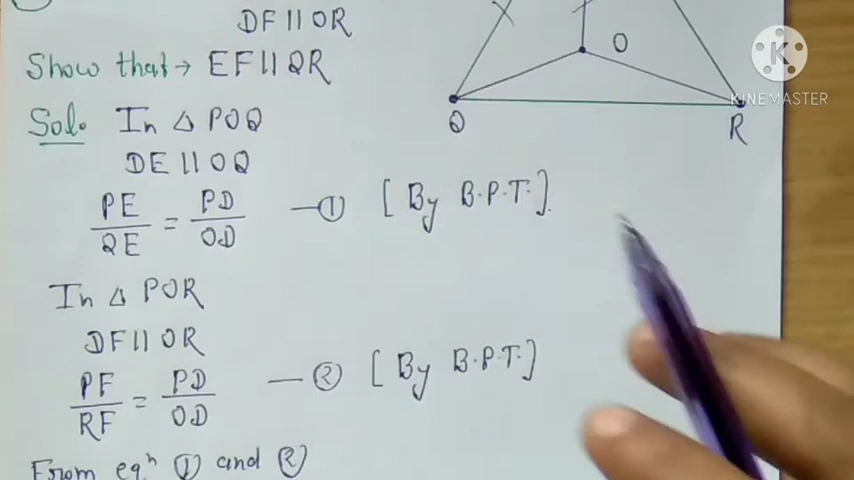 DF || OR
Show that → EF || QR
Sol. In △ POQ
DE || OQ
PE/QE = PD/OD —① [By B.P.T.].
In △ POR
DF || OR
PF/RF = PD/OD —② [By B.P.T.]
From eqⁿ ① and ②
O
Q
R
K
KINEMASTER